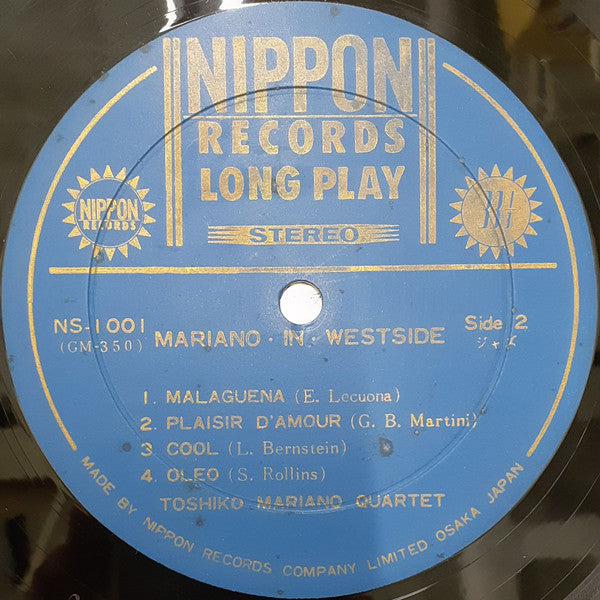 NIPPON
RECORDS
LONG PLAY
STEREO
NIPPON
RECORDS
NS-1001
(GM-350)
MARIANO · IN · WESTSIDE
Side 2
ジャズ
1. MALAGUENA (E. Lecuona)
2. PLAISIR D'AMOUR (G. B. Martini)
3 COOL (L. Bernstein)
4. OLEO (S. Rollins)
TOSHIKO MARIANO QUARTET
MADE BY NIPPON RECORDS COMPANY LIMITED OSAKA JAPAN